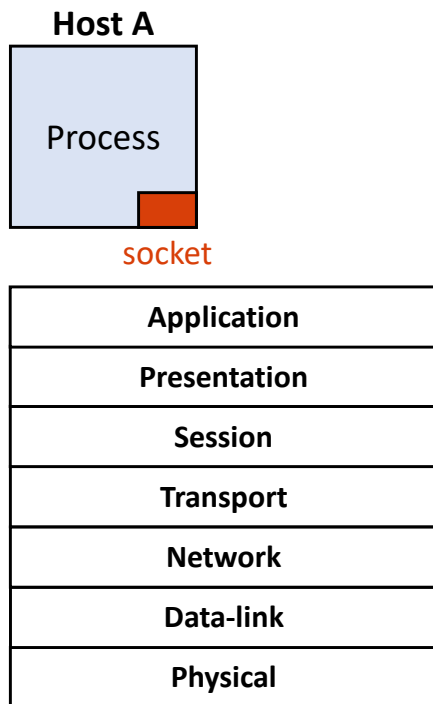 Host A
Process
socket
Application
Presentation
Session
Transport
Network
Data-link
Physical